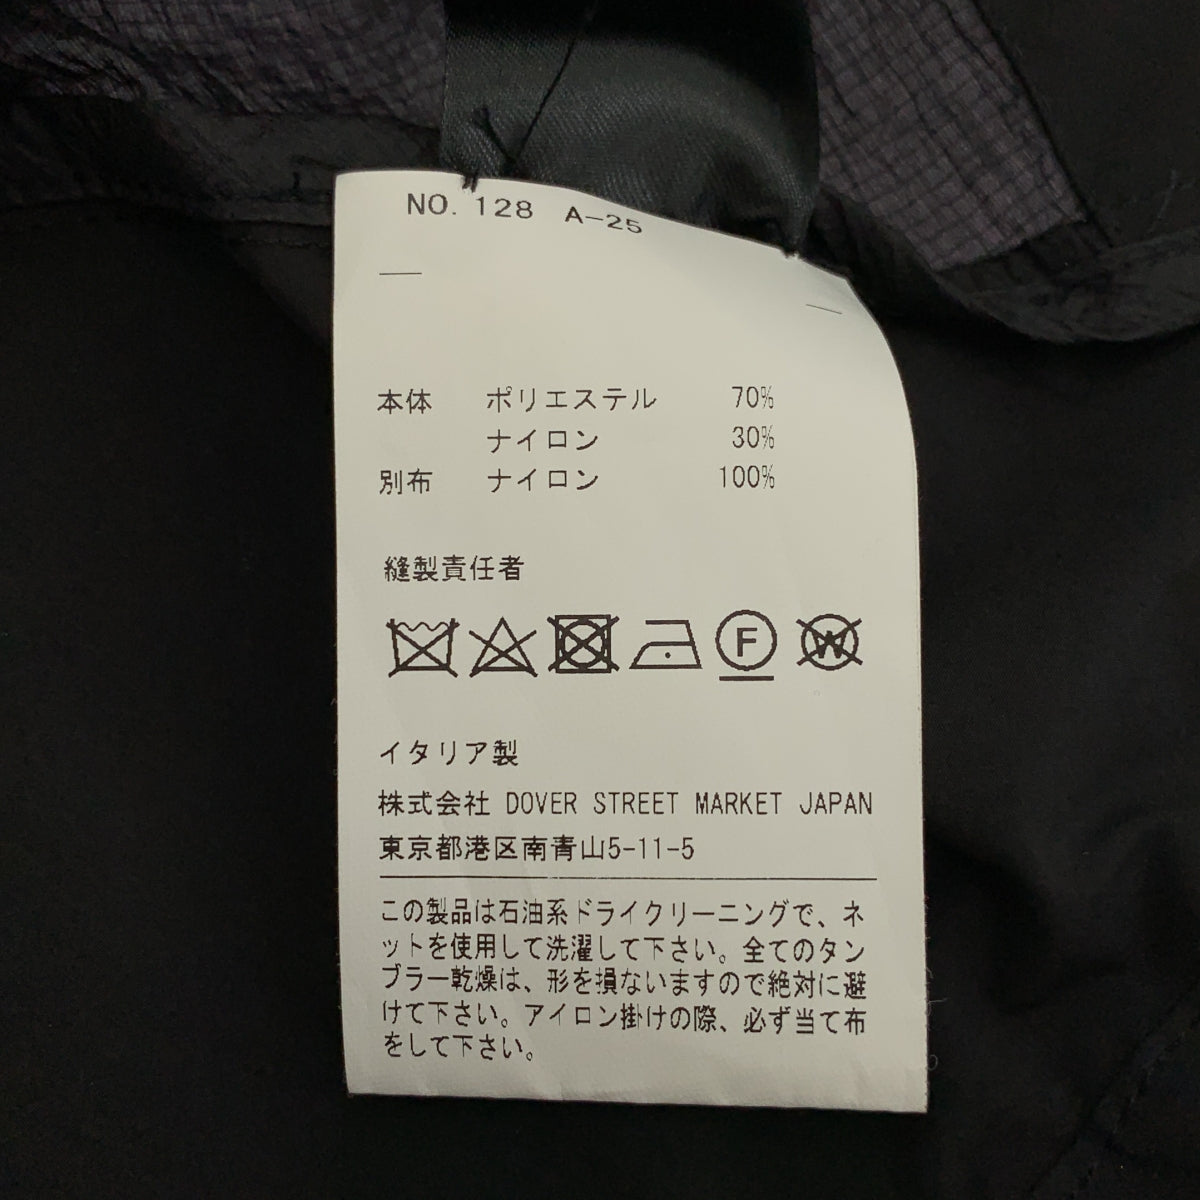 NO. 128 A-25
本体 ポリエステル 70%
ナイロン 30%
別布 ナイロン 100%
縫製責任者
F W
イタリア製
株式会社 DOVER STREET MARKET JAPAN
東京都港区南青山5-11-5
この製品は石油系ドライクリーニングで、ネ
ットを使用して洗濯して下さい。全てのタン
ブラー乾燥は、形を損ないますので絶対に避
けて下さい。アイロン掛けの際、必ず当て布
をして下さい。